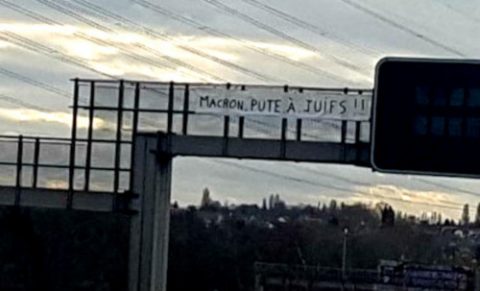 MACRON, PUTE À JUIFS !!